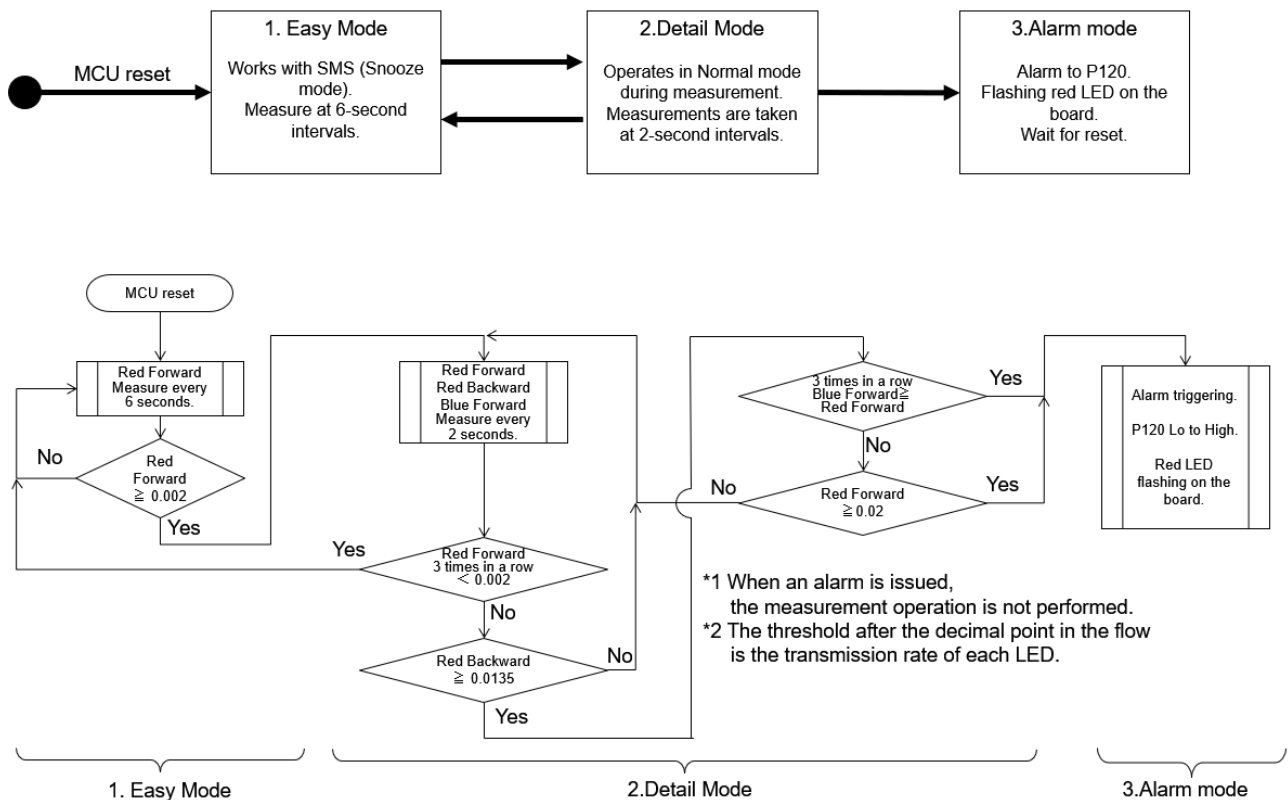 MCU reset
1. Easy Mode
Works with SMS (Snooze
mode).
Measure at 6-second
intervals.
2.Detail Mode
Operates in Normal mode
during measurement.
Measurements are taken
at 2-second intervals.
3.Alarm mode
Alarm to P120.
Flashing red LED on the
board.
Wait for reset.
MCU reset
Red Forward
Measure every
6 seconds.
No
Red
Forward
≧ 0.002
Yes
Red Forward
Red Backward
Blue Forward
Measure every
2 seconds.
Yes
Red Forward
3 times in a row
＜ 0.002
No
Red Backward
≧ 0.0135
No
Yes
3 times in a row
Blue Forward≧
Red Forward
Yes
No
No
Red Forward
≧0.02
Yes
Alarm triggering.
P120 Lo to High.
Red LED
flashing on the
board.
*1 When an alarm is issued,
the measurement operation is not performed.
*2 The threshold after the decimal point in the flow
is the transmission rate of each LED.
1. Easy Mode
2.Detail Mode
3.Alarm mode